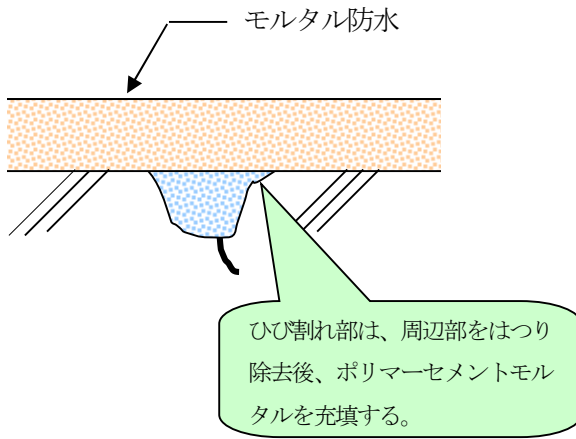 モルタル防水
ひび割れ部は、周辺部をはつり
除去後、ポリマーセメントモル
タルを充填する。